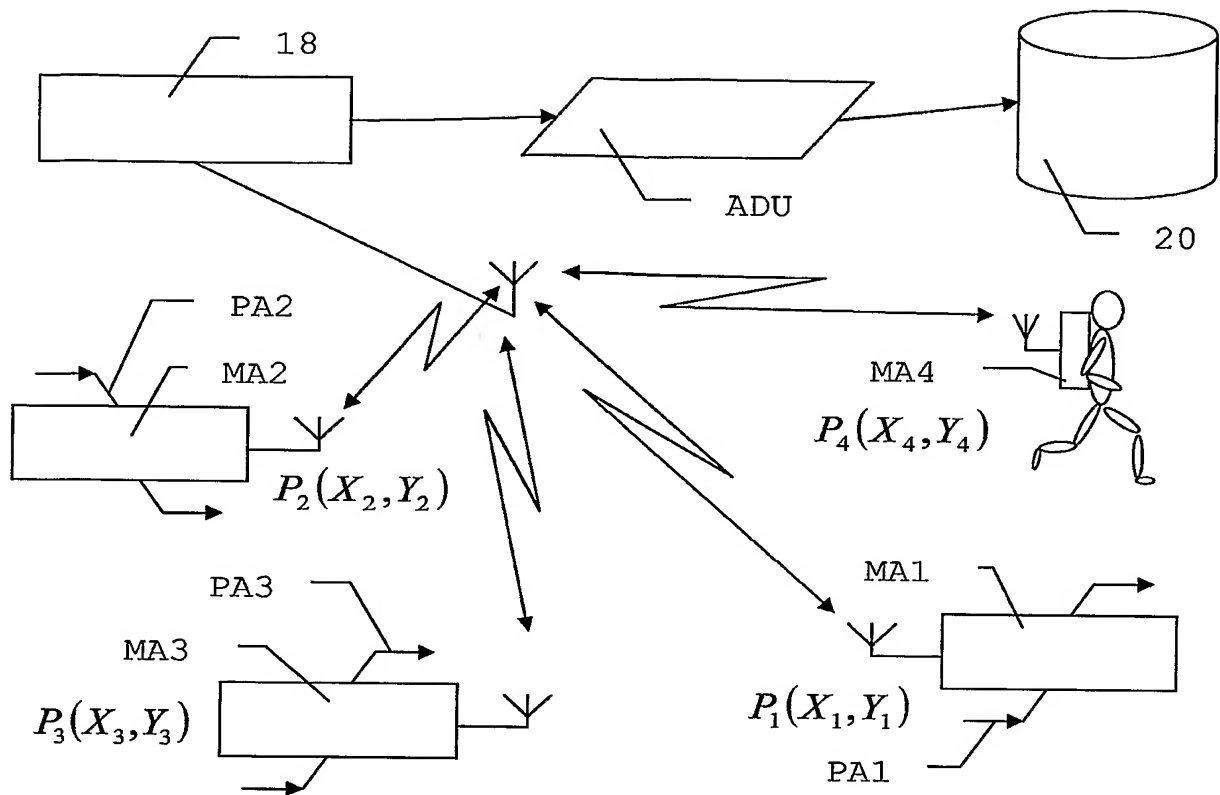 18
ADU
20
PA2
MA2
MA4
P₂(X₂,Y₂)
P₄(X₄,Y₄)
PA3
MA1
MA3
P₃(X₃,Y₃)
P₁(X₁,Y₁)
PA1